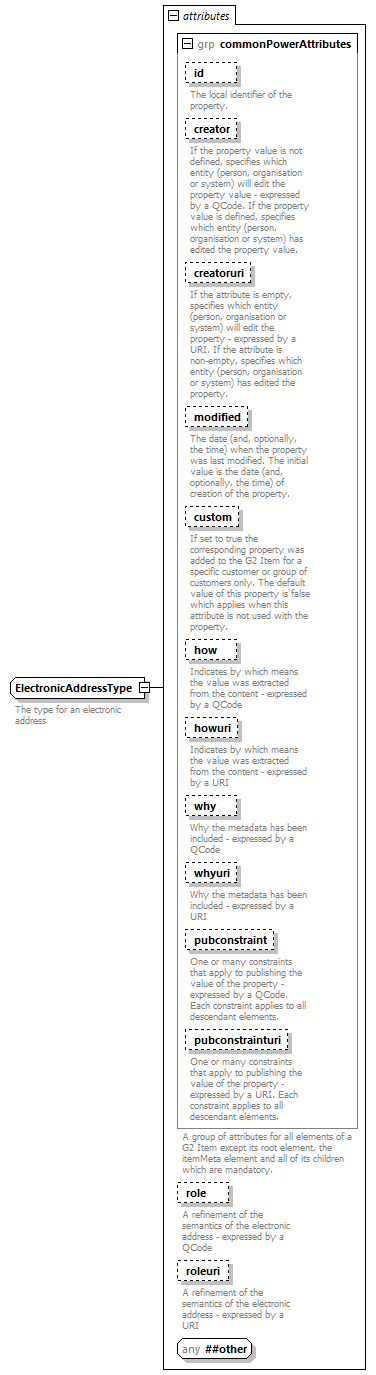 attributes
grp commonPowerAttributes
id
The local identifier of the
property.
creator
If the property value is not
defined, specifies which
entity (person, organisation
or system) will edit the
property value - expressed
by a QCode. If the property
value is defined, specifies
which entity (person,
organisation or system) has
edited the property value.
creatoruri
If the attribute is empty,
specifies which entity
(person, organisation or
system) will edit the
property - expressed by a
URI. If the attribute is
non-empty, specifies which
entity (person, organisation
or system) has edited the
property.
modified
The date (and, optionally,
the time) when the property
was last modified. The initial
value is the date (and,
optionally, the time) of
creation of the property.
custom
If set to true the
corresponding property was
added to the G2 Item for a
specific customer or group of
customers only. The default
value of this property is false
which applies when this
attribute is not used with the
property.
how
Indicates by which means
the value was extracted
from the content - expressed
by a QCode
howuri
Indicates by which means
the value was extracted
from the content - expressed
by a URI
why
Why the metadata has been
included - expressed by a
QCode
whyuri
Why the metadata has been
included - expressed by a
URI
pubconstraint
One or many constraints
that apply to publishing the
value of the property -
expressed by a QCode.
Each constraint applies to all
descendant elements.
pubconstrainturi
One or many constraints
that apply to publishing the
value of the property -
expressed by a URI. Each
constraint applies to all
descendant elements.
A group of attributes for all elements of a
G2 Item except its root element, the
itemMeta element and all of its children
which are mandatory.
role
A refinement of the
semantics of the electronic
address - expressed by a
QCode
roleuri
A refinement of the
semantics of the electronic
address - expressed by a
URI
any ##other
ElectronicAddressType
The type for an electronic
address